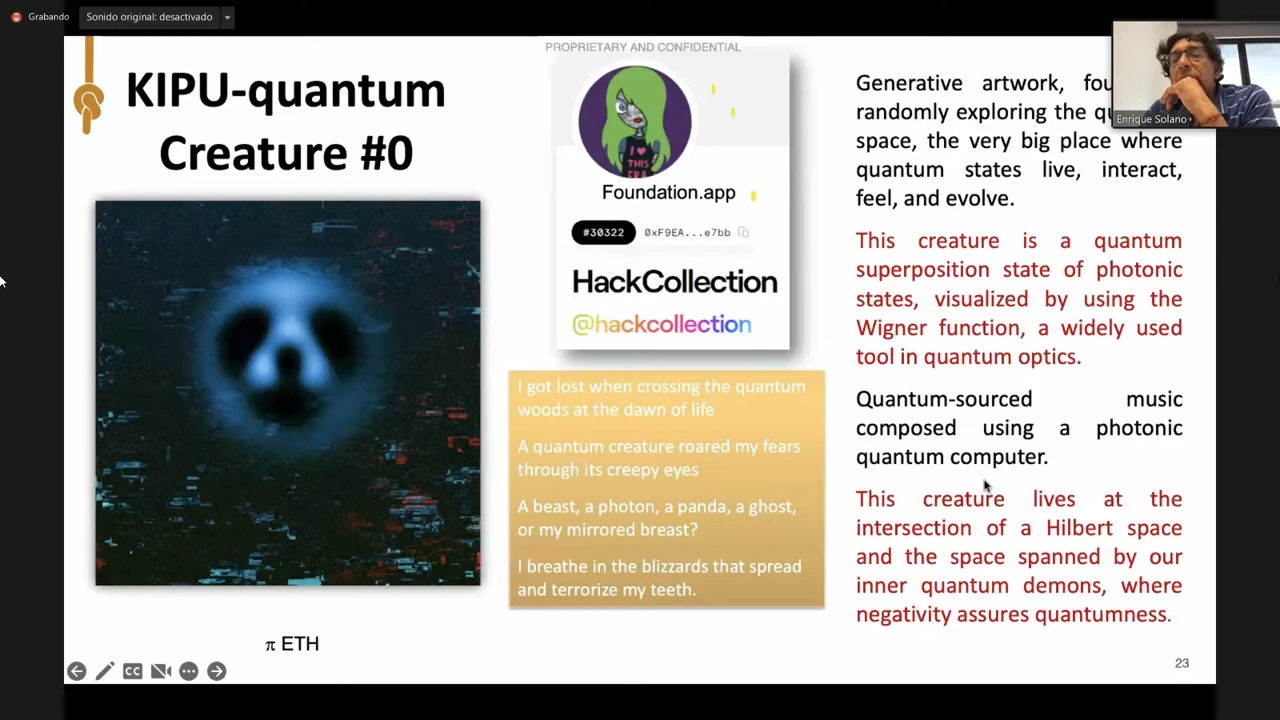 Grabando
Sonido original: desactivado
PROPRIETARY AND CONFIDENTIAL
KIPU-quantum
Creature #0
I ❤
THIS
ERA
Foundation.app
#30322 0xF9EA...e7bb
HackCollection
@hackcollection
I got lost when crossing the quantum
woods at the dawn of life
A quantum creature roared my fears
through its creepy eyes
A beast, a photon, a panda, a ghost,
or my mirrored breast?
I breathe in the blizzards that spread
and terrorize my teeth.
π ETH
CC
Generative artwork,
randomly exploring the
space, the very big place where
quantum states live, interact,
feel, and evolve.
This creature is a quantum
superposition state of photonic
states, visualized by using the
Wigner function, a widely used
tool in quantum optics.
Quantum-sourced music
composed using a photonic
quantum computer.
This creature lives at the
intersection of a Hilbert space
and the space spanned by our
inner quantum demons, where
negativity assures quantumness.
23
Enrique Solano